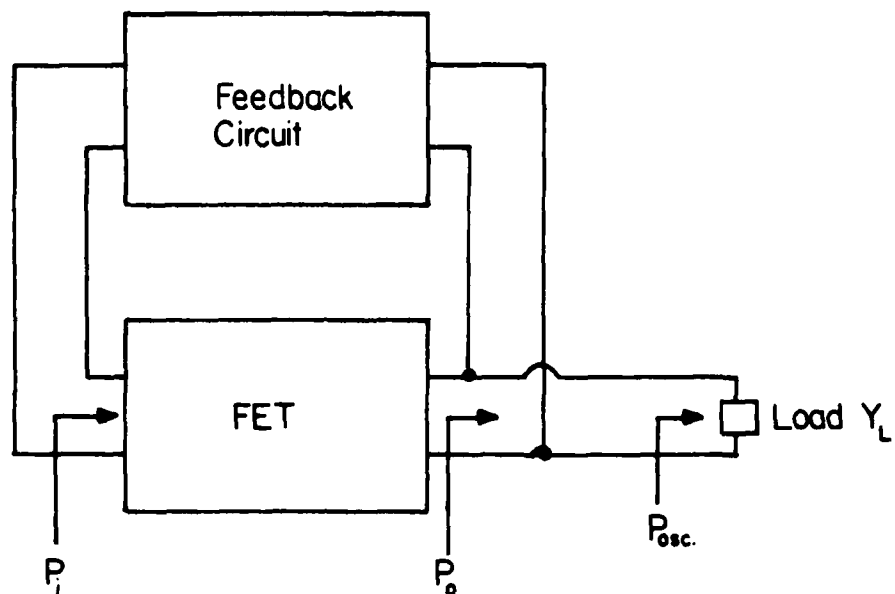 Feedback
Circuit
FET
Load Y_L
P_osc.
P_i
P_o